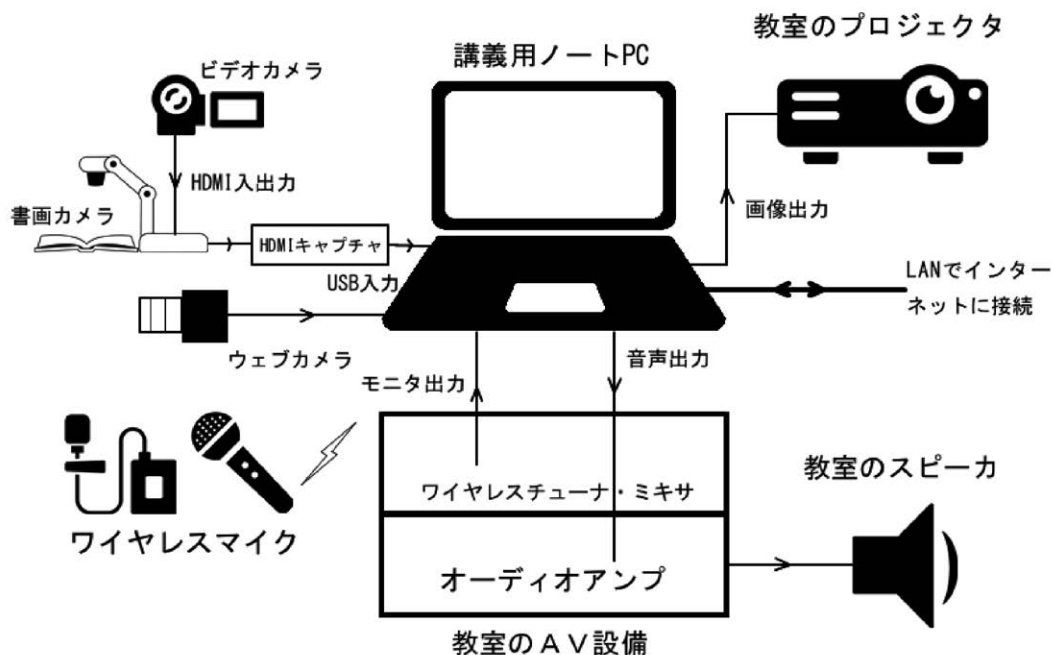 教室のプロジェクタ
講義用ノートPC
ビデオカメラ
HDMI入出力
書画カメラ
画像出力
HDMIキャプチャ
USB入力
LANでインター
ネットに接続
ウェブカメラ
モニタ出力
音声出力
教室のスピーカ
ワイヤレスチューナ・ミキサ
ワイヤレスマイク
オーディオアンプ
教室のＡＶ設備